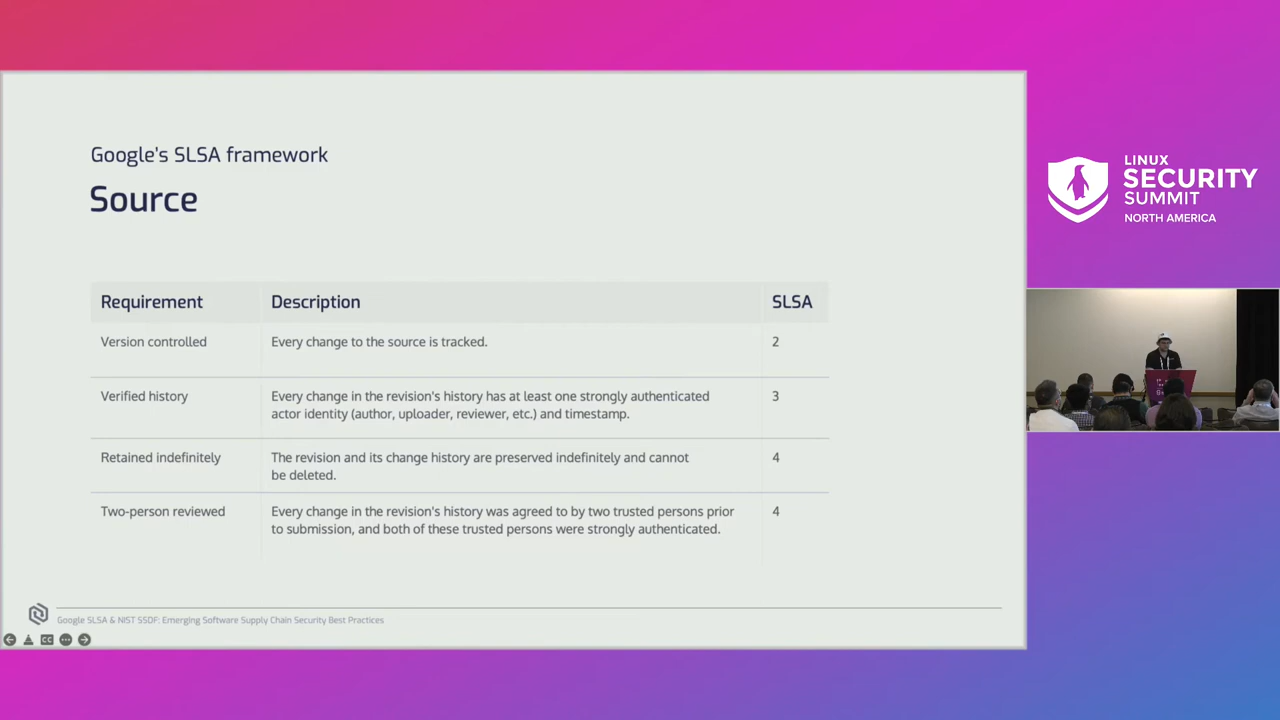 Google's SLSA framework
Source
Requirement Description SLSA
Version controlled Every change to the source is tracked. 2
Verified history Every change in the revision's history has at least one strongly authenticated 3
actor identity (author, uploader, reviewer, etc.) and timestamp.
Retained indefinitely The revision and its change history are preserved indefinitely and cannot 4
be deleted.
Two-person reviewed Every change in the revision's history was agreed to by two trusted persons prior 4
to submission, and both of these trusted persons were strongly authenticated.
Google SLSA & NIST SSDF: Emerging Software Supply Chain Security Best Practices
CC
LINUX
SECURITY
SUMMIT
NORTH AMERICA